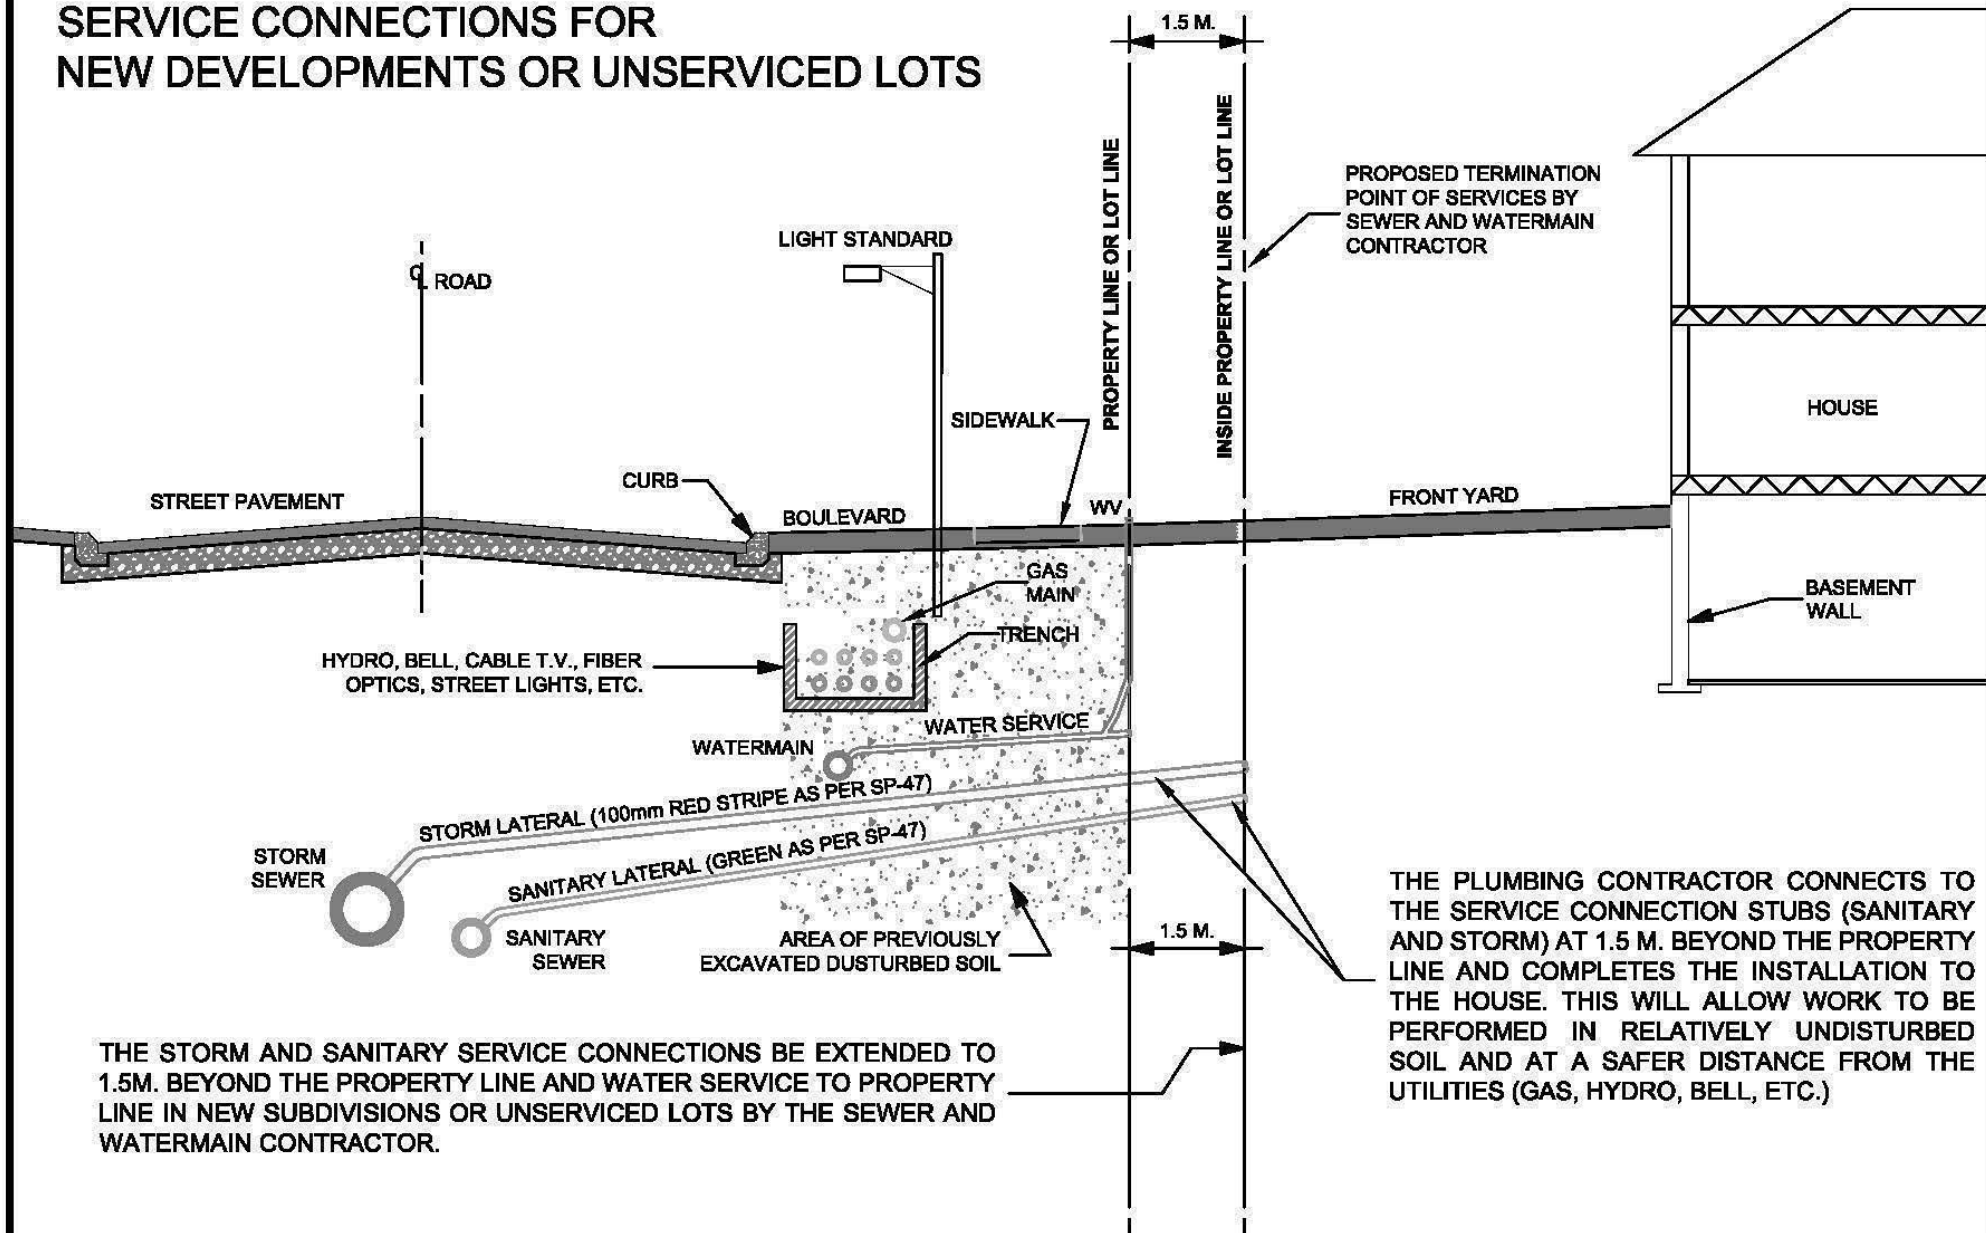 SERVICE CONNECTIONS FOR
NEW DEVELOPMENTS OR UNSERVICED LOTS
1.5 M.
PROPERTY LINE OR LOT LINE
INSIDE PROPERTY LINE OR LOT LINE
PROPOSED TERMINATION
POINT OF SERVICES BY
SEWER AND WATERMAIN
CONTRACTOR
LIGHT STANDARD
℄ ROAD
SIDEWALK
HOUSE
CURB
STREET PAVEMENT
BOULEVARD
WV
FRONT YARD
GAS
MAIN
TRENCH
BASEMENT
WALL
HYDRO, BELL, CABLE T.V., FIBER
OPTICS, STREET LIGHTS, ETC.
WATER SERVICE
WATERMAIN
STORM LATERAL (100mm RED STRIPE AS PER SP-47)
SANITARY LATERAL (GREEN AS PER SP-47)
STORM
SEWER
SANITARY
SEWER
AREA OF PREVIOUSLY
EXCAVATED DUSTURBED SOIL
1.5 M.
THE PLUMBING CONTRACTOR CONNECTS TO
THE SERVICE CONNECTION STUBS (SANITARY
AND STORM) AT 1.5 M. BEYOND THE PROPERTY
LINE AND COMPLETES THE INSTALLATION TO
THE HOUSE. THIS WILL ALLOW WORK TO BE
PERFORMED IN RELATIVELY UNDISTURBED
SOIL AND AT A SAFER DISTANCE FROM THE
UTILITIES (GAS, HYDRO, BELL, ETC.)
THE STORM AND SANITARY SERVICE CONNECTIONS BE EXTENDED TO
1.5M. BEYOND THE PROPERTY LINE AND WATER SERVICE TO PROPERTY
LINE IN NEW SUBDIVISIONS OR UNSERVICED LOTS BY THE SEWER AND
WATERMAIN CONTRACTOR.